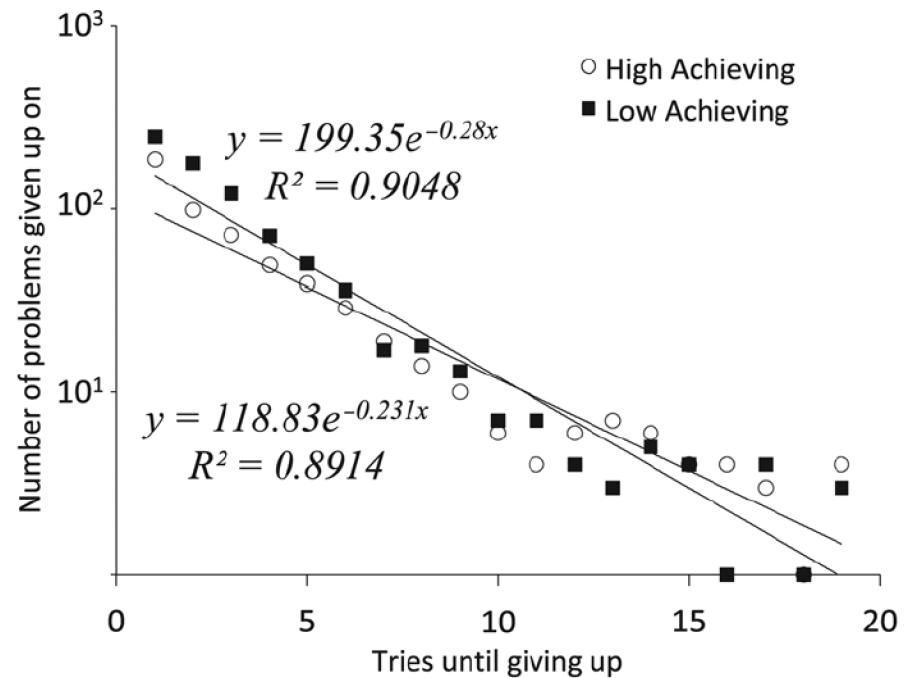 Number of problems given up on
10³
10²
10¹
○ High Achieving
■ Low Achieving
y = 199.35e^{−0.28x}
R² = 0.9048
y = 118.83e^{−0.231x}
R² = 0.8914
0 5 10 15 20
Tries until giving up